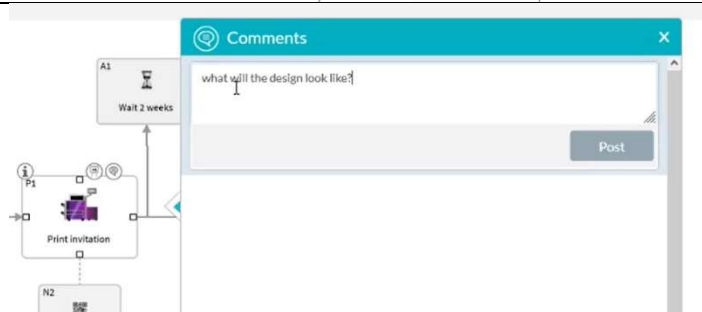 Comments
X
what will the design look like?
Post
A1
Wait 2 weeks
P1
Print invitation
N2